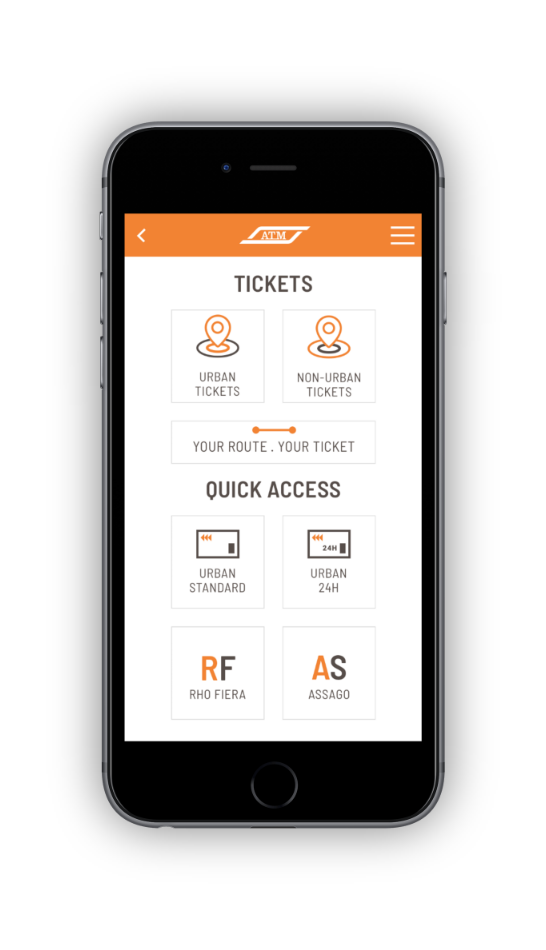 ATM
TICKETS
URBAN
TICKETS
NON-URBAN
TICKETS
YOUR ROUTE . YOUR TICKET
QUICK ACCESS
URBAN
STANDARD
24H
URBAN
24H
RF
RHO FIERA
AS
ASSAGO